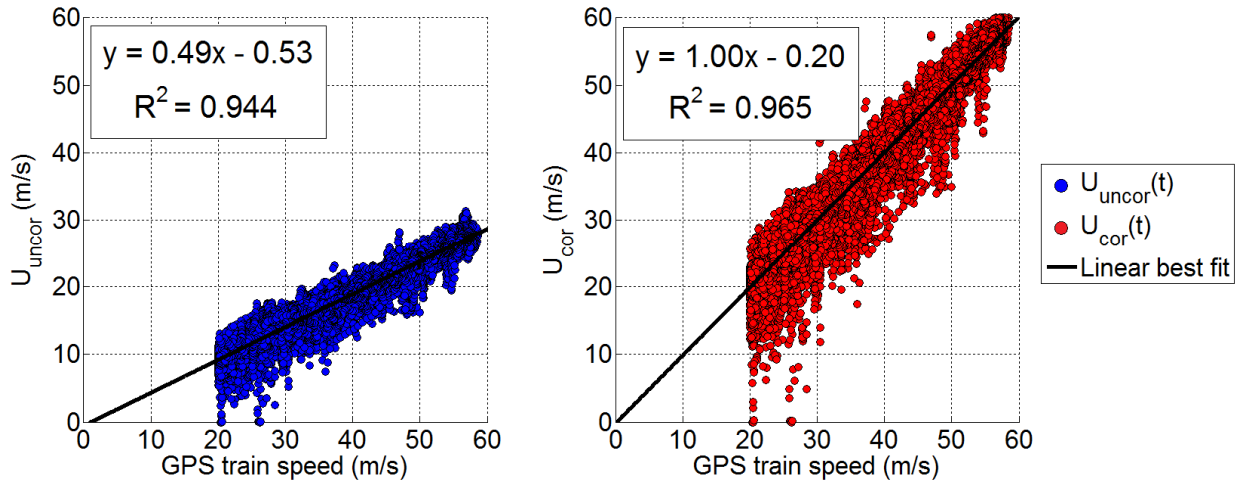 y = 0.49x - 0.53
R² = 0.944
60
50
40
30
20
10
0
0 10 20 30 40 50 60
U_uncor (m/s)
GPS train speed (m/s)
y = 1.00x - 0.20
R² = 0.965
60
50
40
30
20
10
0
0 10 20 30 40 50 60
U_cor (m/s)
GPS train speed (m/s)
U_uncor(t)
U_cor(t)
Linear best fit